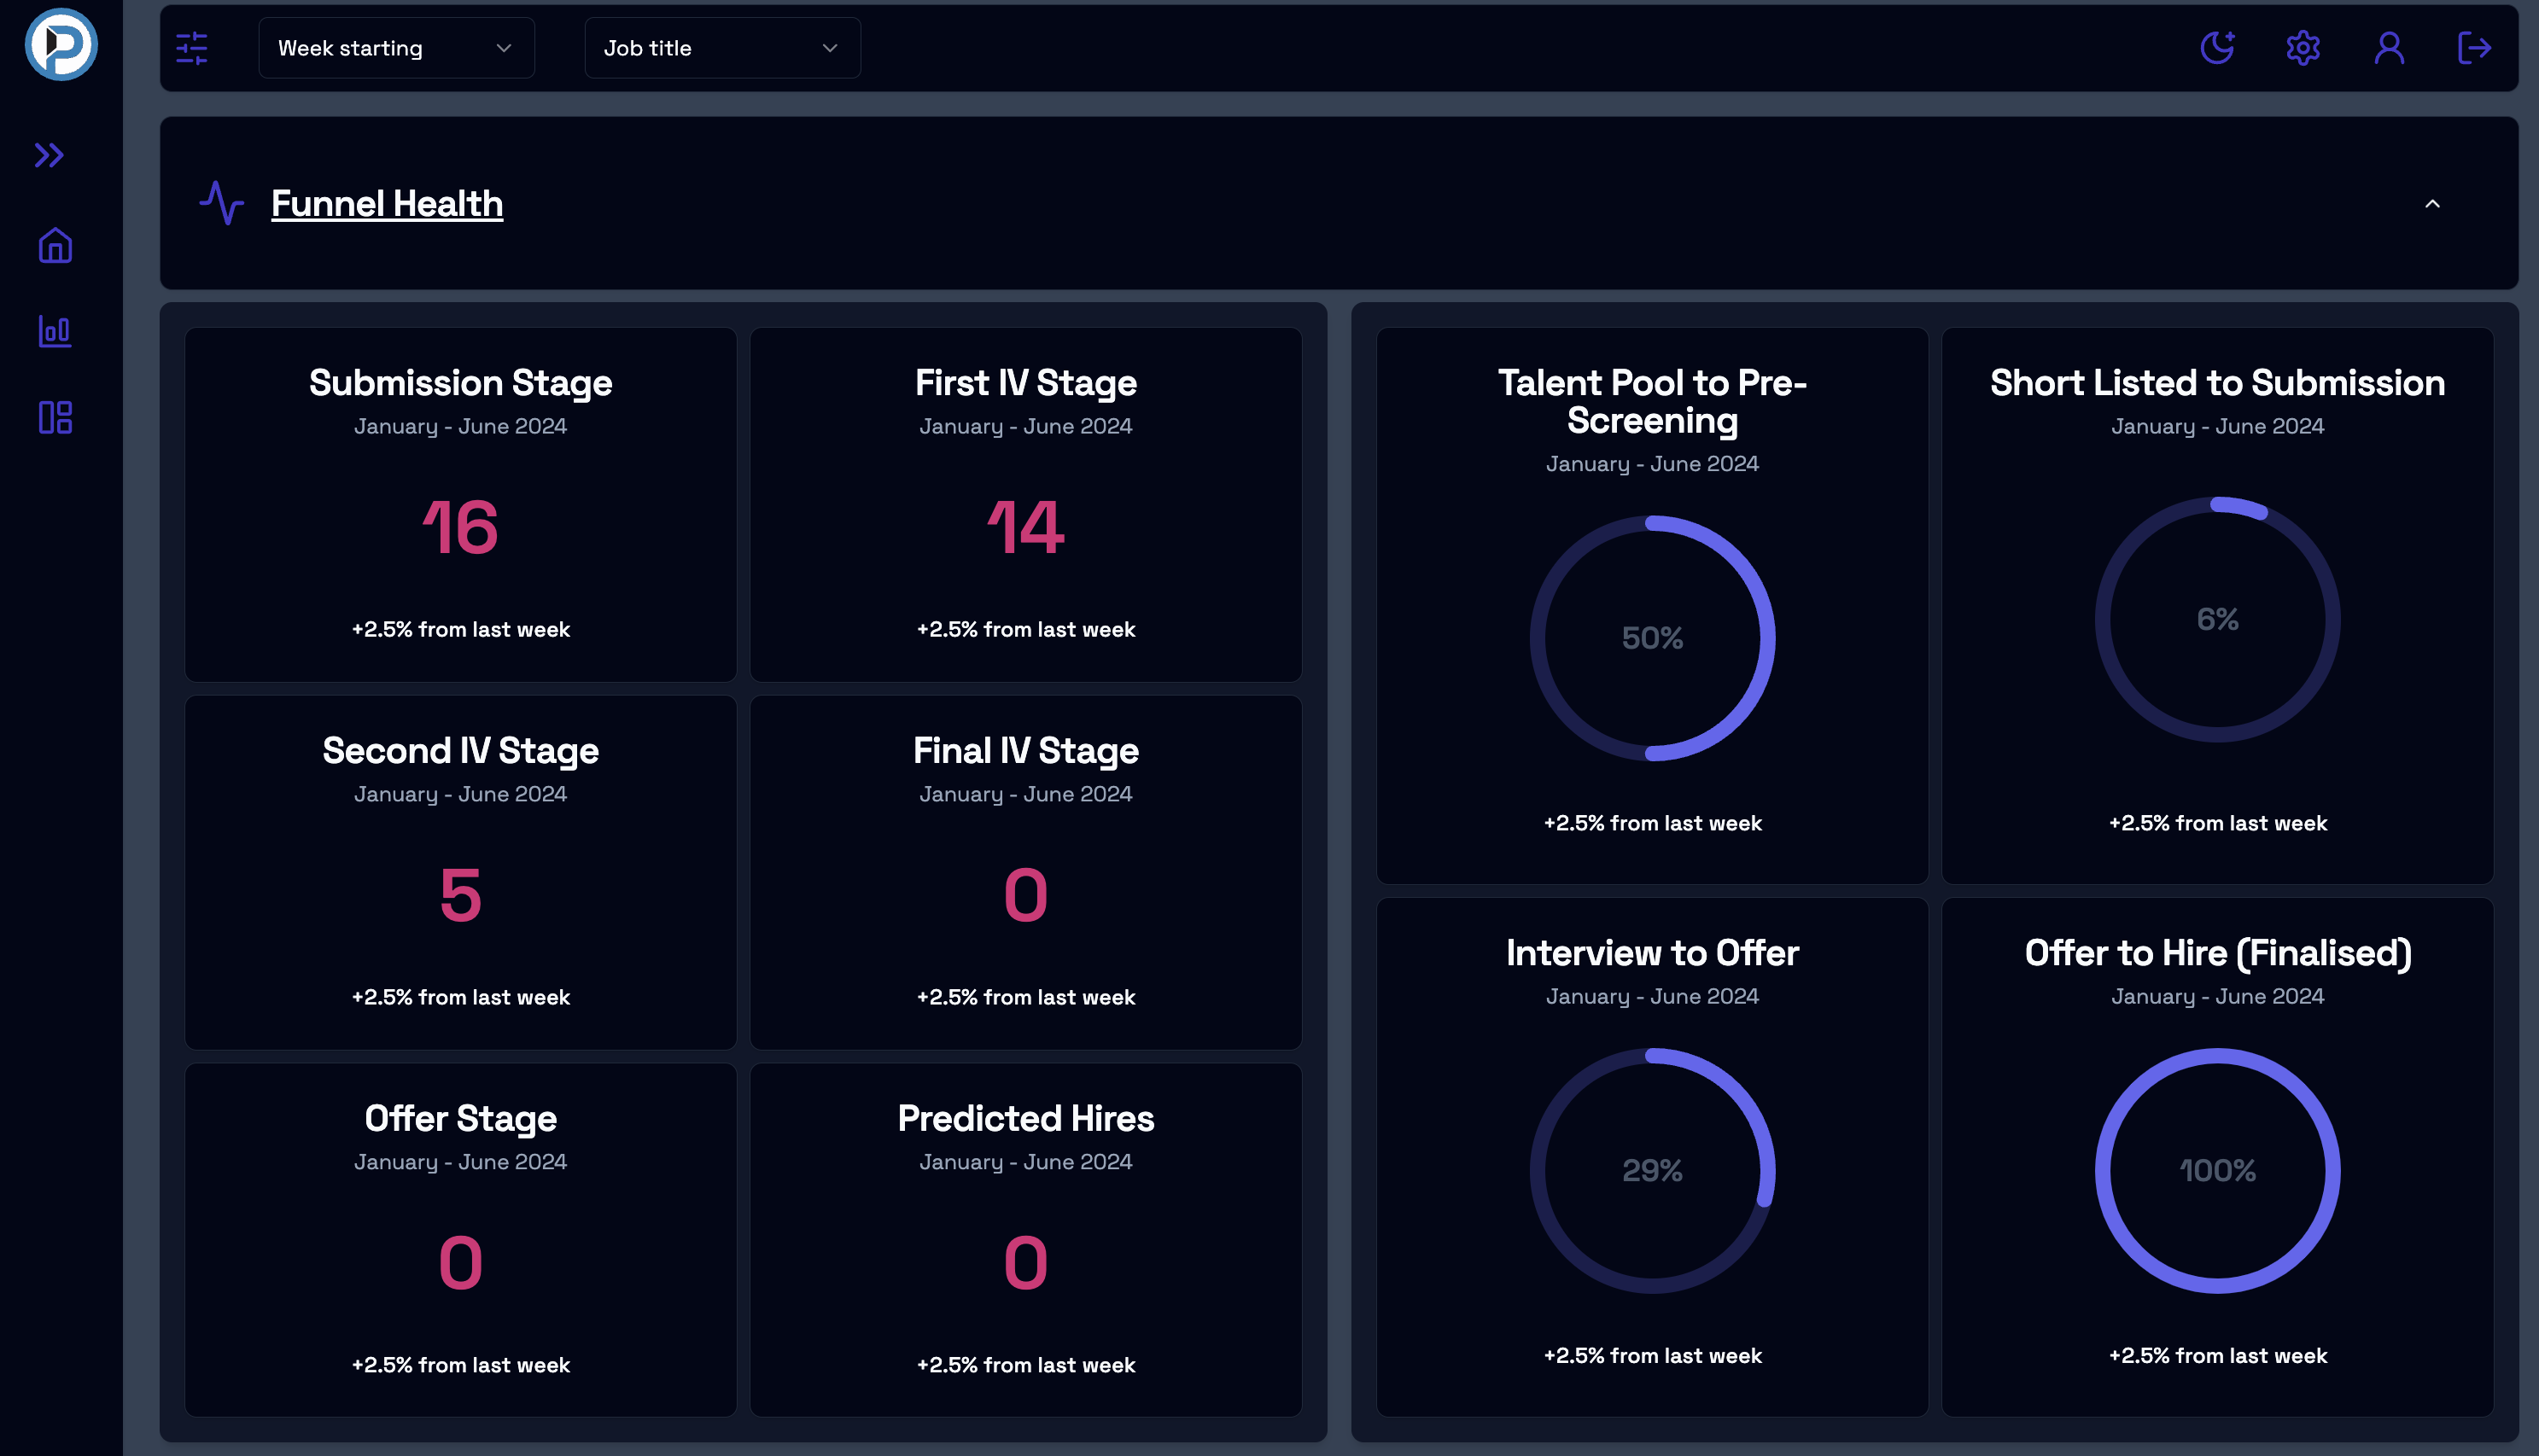 Week starting
Job title
Funnel Health
Submission Stage
January - June 2024
16
+2.5% from last week
First IV Stage
January - June 2024
14
+2.5% from last week
Second IV Stage
January - June 2024
5
+2.5% from last week
Final IV Stage
January - June 2024
0
+2.5% from last week
Offer Stage
January - June 2024
0
+2.5% from last week
Predicted Hires
January - June 2024
0
+2.5% from last week
Talent Pool to Pre-
Screening
January - June 2024
50%
+2.5% from last week
Short Listed to Submission
January - June 2024
6%
+2.5% from last week
Interview to Offer
January - June 2024
29%
+2.5% from last week
Offer to Hire (Finalised)
January - June 2024
100%
+2.5% from last week